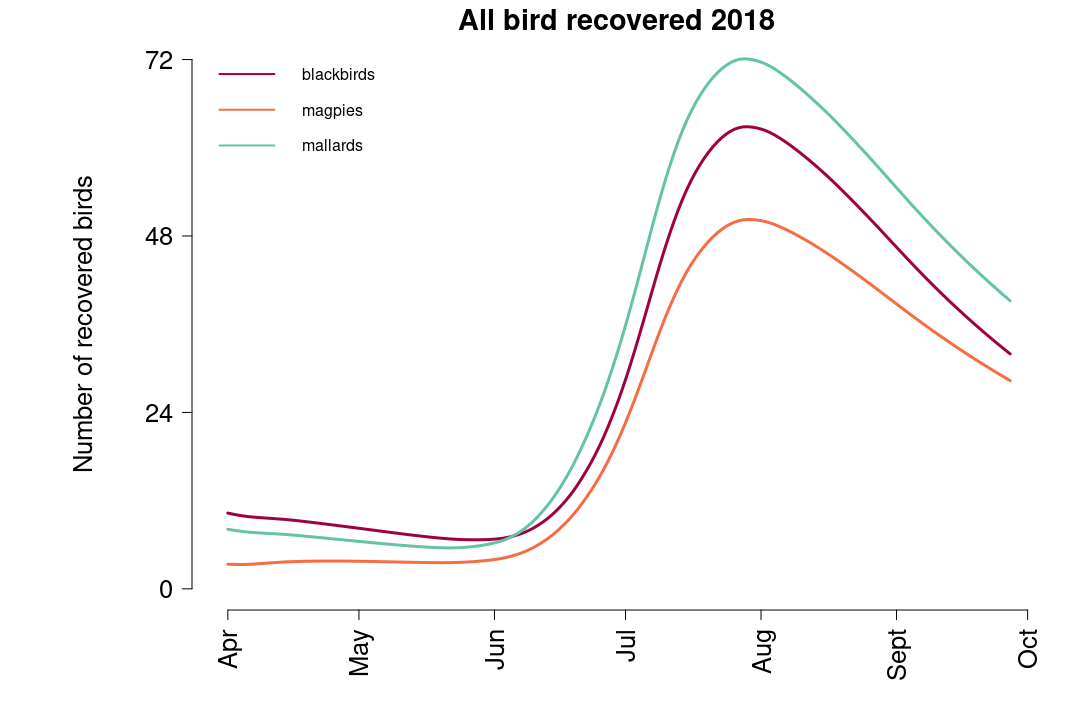 All bird recovered 2018
72
48
24
0
Number of recovered birds
blackbirds
magpies
mallards
Apr
May
Jun
Jul
Aug
Sept
Oct